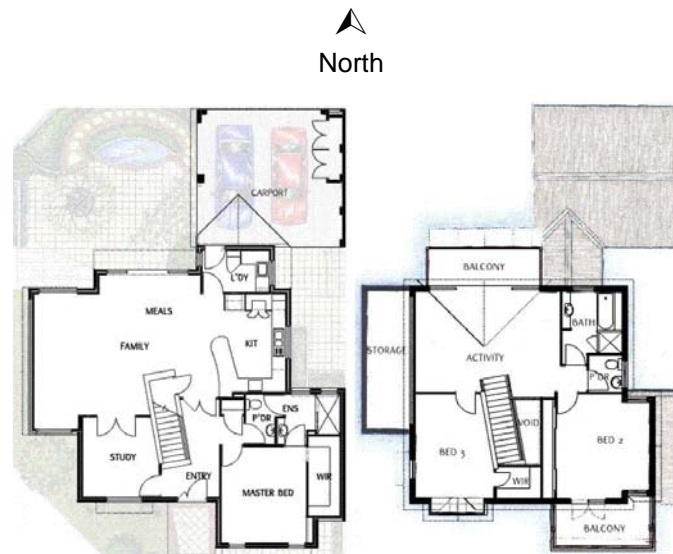 North
CARPORT
L'DY
MEALS
FAMILY
KIT
P'DR
ENS
STUDY
ENTRY
WIR
MASTER BED
BALCONY
STORAGE
ACTIVITY
BATH
P'DR
VOID
BED 3
BED 2
WIR
BALCONY